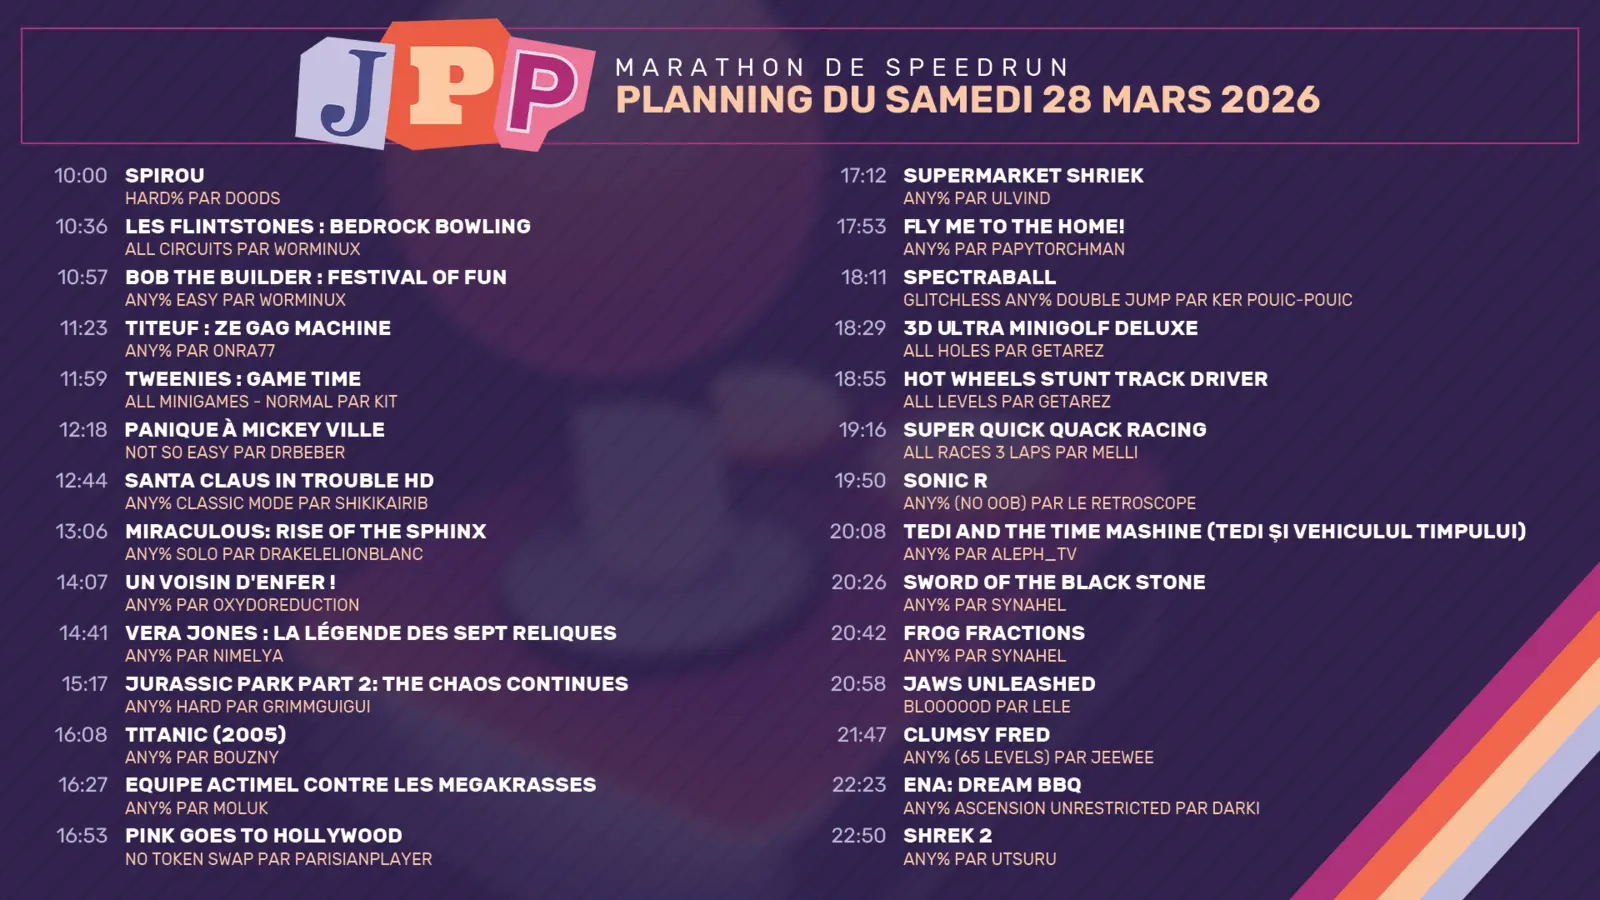 JPP
MARATHON DE SPEEDRUN
PLANNING DU SAMEDI 28 MARS 2026
10:00 SPIROU
HARD% PAR DOODS
10:36 LES FLINTSTONES : BEDROCK BOWLING
ALL CIRCUITS PAR WORMINUX
10:57 BOB THE BUILDER : FESTIVAL OF FUN
ANY% EASY PAR WORMINUX
11:23 TITEUF : ZE GAG MACHINE
ANY% PAR ONRA77
11:59 TWEENIES : GAME TIME
ALL MINIGAMES - NORMAL PAR KIT
12:18 PANIQUE À MICKEY VILLE
NOT SO EASY PAR DRBEBER
12:44 SANTA CLAUS IN TROUBLE HD
ANY% CLASSIC MODE PAR SHIKIKAIRIB
13:06 MIRACULOUS: RISE OF THE SPHINX
ANY% SOLO PAR DRAKELELIONBLANC
14:07 UN VOISIN D'ENFER !
ANY% PAR OXYDOREDUCTION
14:41 VERA JONES : LA LÉGENDE DES SEPT RELIQUES
ANY% PAR NIMELYA
15:17 JURASSIC PARK PART 2: THE CHAOS CONTINUES
ANY% HARD PAR GRIMMGUIGUI
16:08 TITANIC (2005)
ANY% PAR BOUZNY
16:27 EQUIPE ACTIMEL CONTRE LES MEGAKRASSES
ANY% PAR MOLUK
16:53 PINK GOES TO HOLLYWOOD
NO TOKEN SWAP PAR PARISIANPLAYER
17:12 SUPERMARKET SHRIEK
ANY% PAR ULVIND
17:53 FLY ME TO THE HOME!
ANY% PAR PAPYTORCHMAN
18:11 SPECTRABALL
GLITCHLESS ANY% DOUBLE JUMP PAR KER POUIC-POUIC
18:29 3D ULTRA MINIGOLF DELUXE
ALL HOLES PAR GETAREZ
18:55 HOT WHEELS STUNT TRACK DRIVER
ALL LEVELS PAR GETAREZ
19:16 SUPER QUICK QUACK RACING
ALL RACES 3 LAPS PAR MELLI
19:50 SONIC R
ANY% (NO OOB) PAR LE RETROSCOPE
20:08 TEDI AND THE TIME MASHINE (TEDI ŞI VEHICULUL TIMPULUI)
ANY% PAR ALEPH_TV
20:26 SWORD OF THE BLACK STONE
ANY% PAR SYNAHEL
20:42 FROG FRACTIONS
ANY% PAR SYNAHEL
20:58 JAWS UNLEASHED
BLOOOOOD PAR LELE
21:47 CLUMSY FRED
ANY% (65 LEVELS) PAR JEEWEE
22:23 ENA: DREAM BBQ
ANY% ASCENSION UNRESTRICTED PAR DARKI
22:50 SHREK 2
ANY% PAR UTSURU